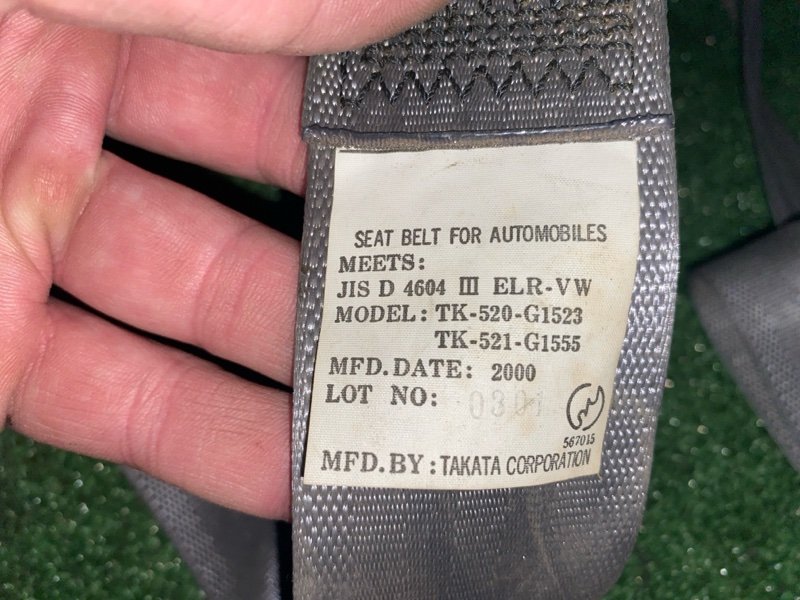 SEAT BELT FOR AUTOMOBILES
MEETS:
JIS D 4604 III ELR-VW
MODEL: TK-520-G1523
TK-521-G1555
MFD. DATE: 2000
LOT NO: 0301
567015
MFD. BY: TAKATA CORPORATION